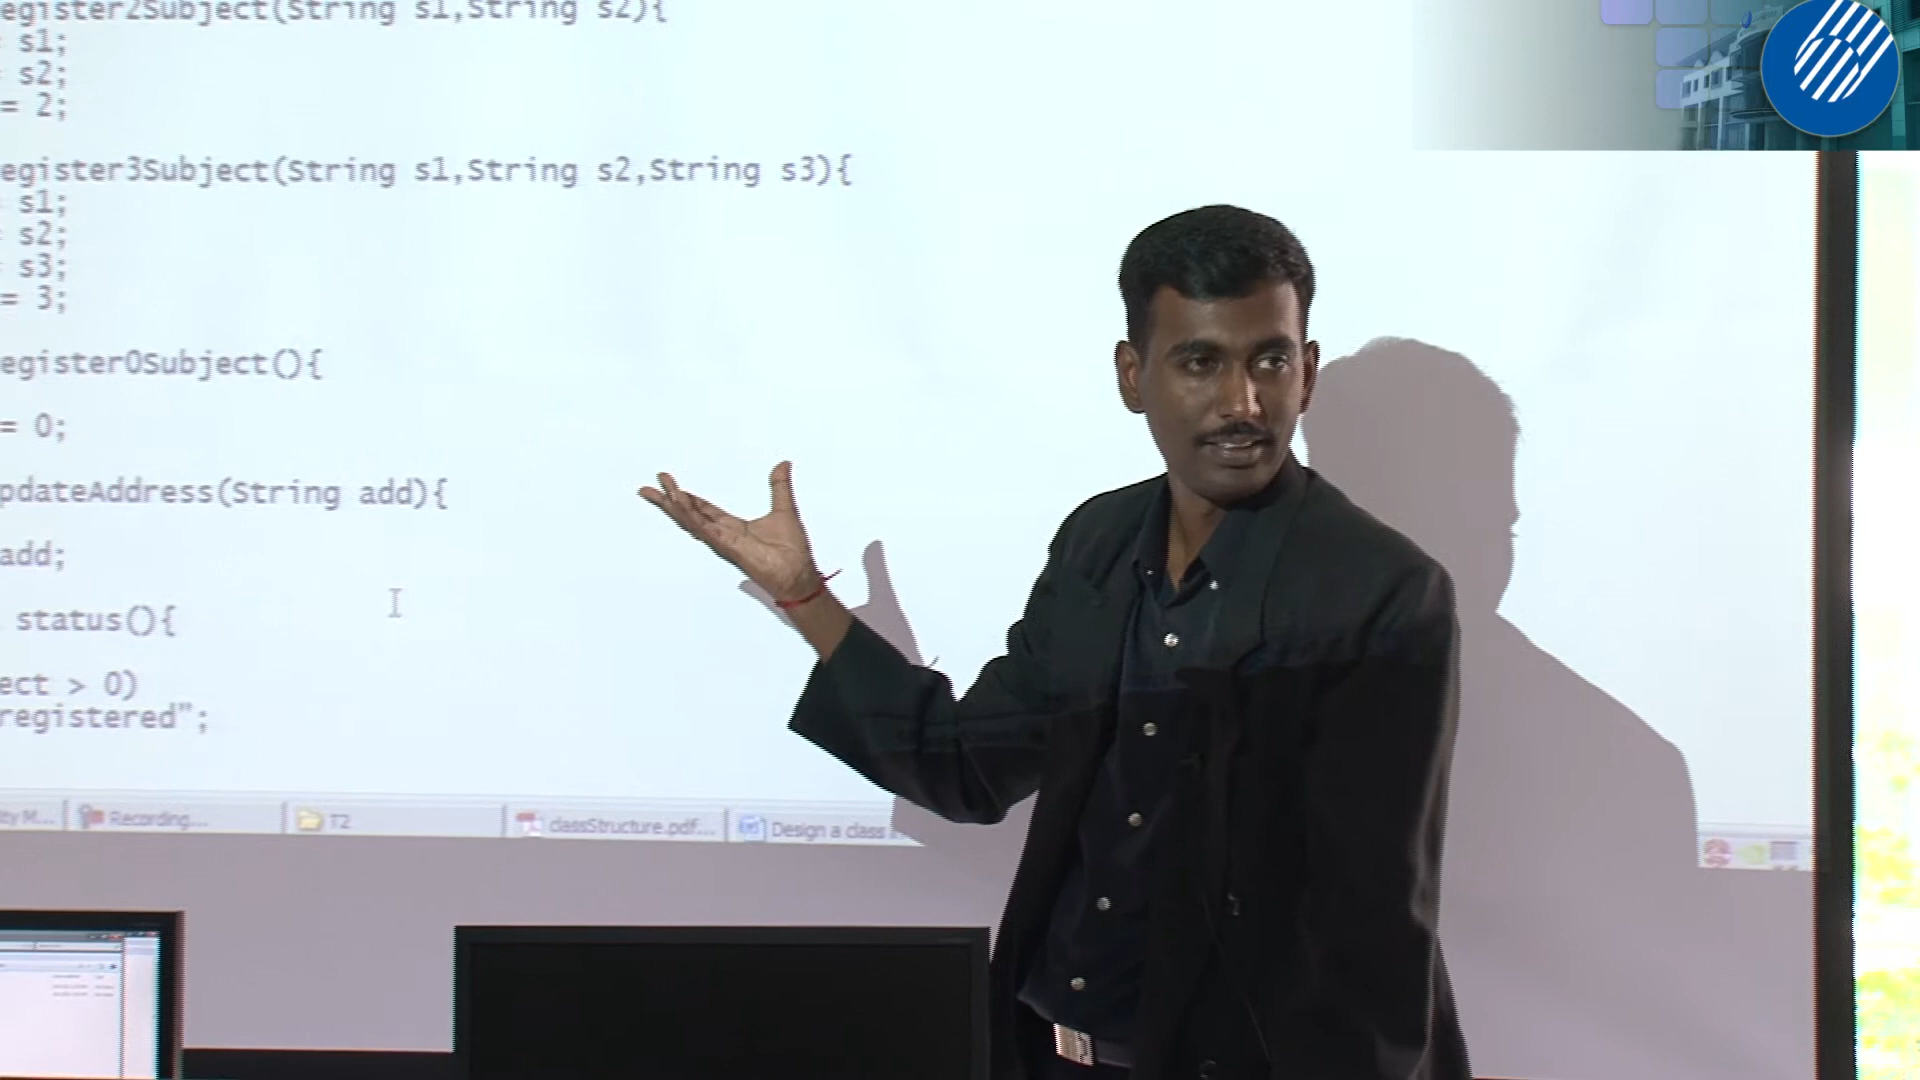 egister2Subject(String s1,String s2){
= s1;
= s2;
= 2;
egister3Subject(String s1,String s2,String s3){
= s1;
= s2;
= s3;
= 3;
egister0Subject(){
= 0;
pdateAddress(String add){
add;
status(){
ect > 0)
registered";
ty M... Recording... T2 classStructure.pdf... Design a class